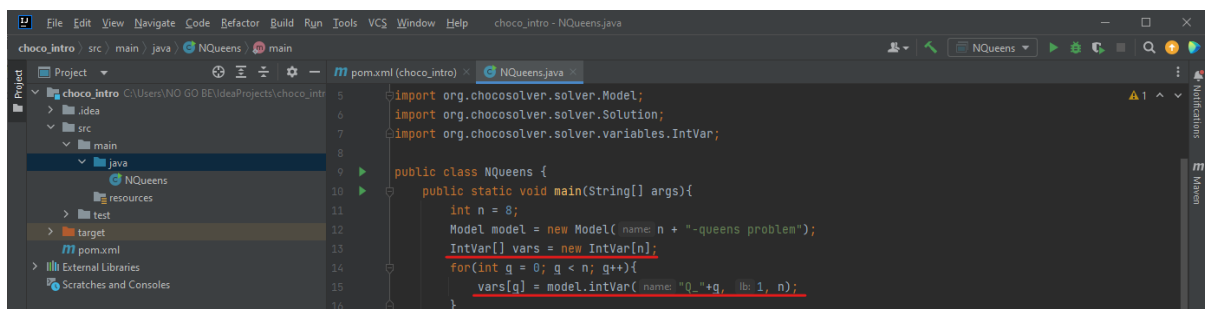 File Edit View Navigate Code Refactor Build Run Tools VCS Window Help choco_intro - NQueens.java
choco_intro src main java NQueens main NQueens
Project
pom.xml (choco_intro) NQueens.java
Project
choco_intro C:\Users\NO GO BE\IdeaProjects\choco_intr
.idea
src
main
java
NQueens
resources
test
target
pom.xml
External Libraries
Scratches and Consoles
5 import org.chocosolver.solver.Model;
6 import org.chocosolver.solver.Solution;
7 import org.chocosolver.solver.variables.IntVar;
8
9 public class NQueens {
10 public static void main(String[] args){
11 int n = 8;
12 Model model = new Model( name: n + "-queens problem");
13 IntVar[] vars = new IntVar[n];
14 for(int q = 0; q < n; q++){
15 vars[q] = model.intVar( name: "Q_"+q, lb: 1, n);
16 }
1
Notifications
m
Maven